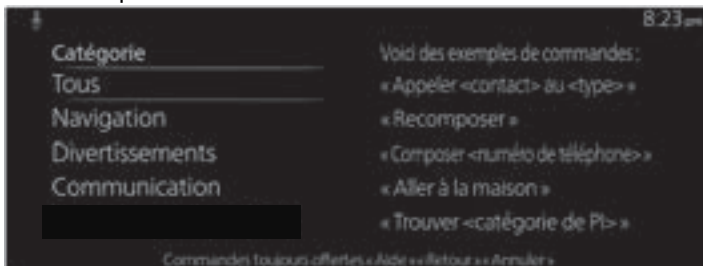 8:23 pm
Catégorie
Tous
Navigation
Divertissements
Communication
Voici des exemples de commandes :
« Appeler <contact> au <type> »
« Recomposer »
« Composer <numéro de téléphone> »
« Aller à la maison »
« Trouver <catégorie de PI> »
Commandes toujours offertes « Aide » « Retour » « Annuler »